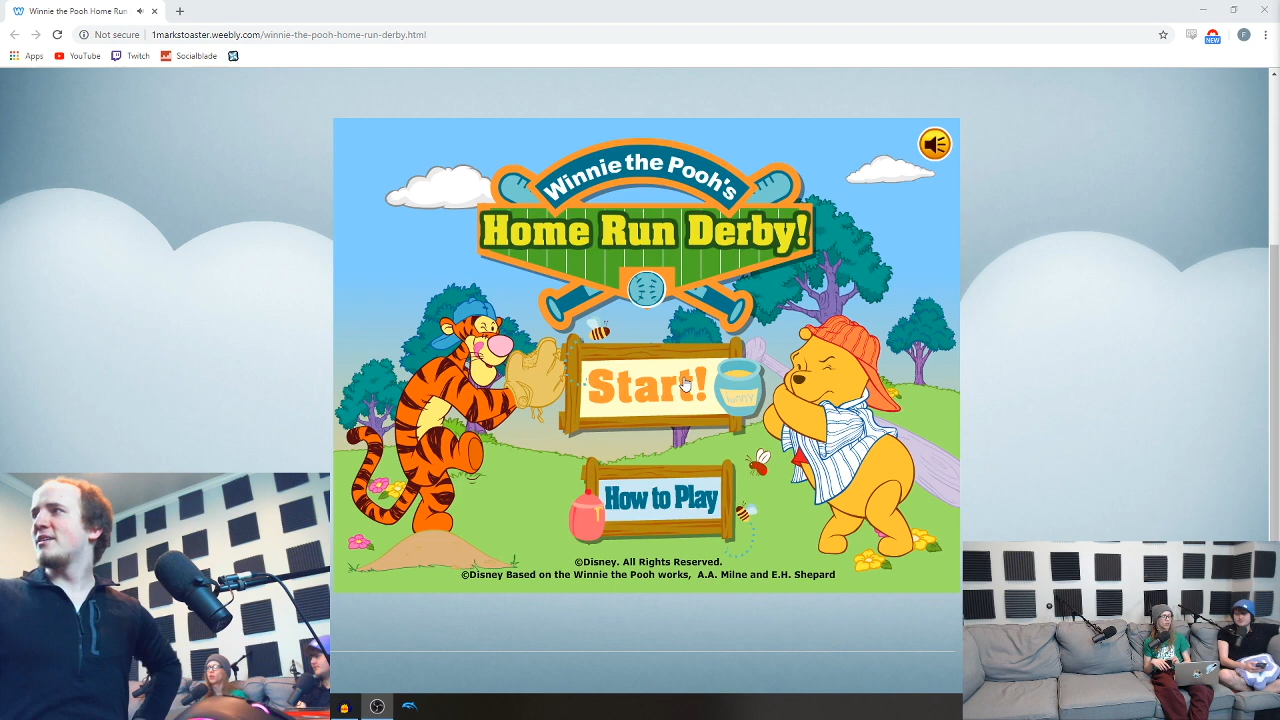 Winnie the Pooh Home Run
Not secure
1markstoaster.weebly.com/winnie-the-pooh-home-run-derby.html
NEW
F
Apps
YouTube
Twitch
Socialblade
Winnie the Pooh's
Home Run Derby!
Start!
HUNNY
How to Play
©Disney. All Rights Reserved.
©Disney Based on the Winnie the Pooh works, A.A. Milne and E.H. Shepard